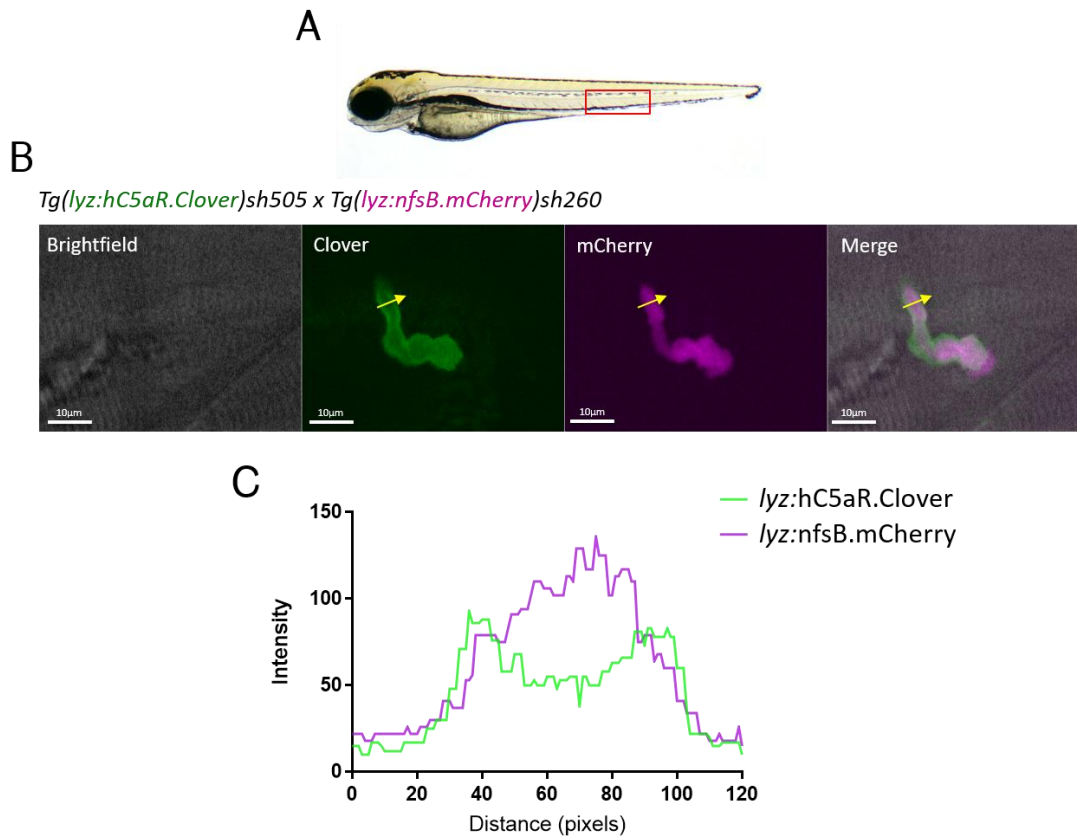 A
B
Tg(lyz:hC5aR.Clover)sh505 x Tg(lyz:nfsB.mCherry)sh260
Brightfield
Clover
mCherry
Merge
10µm
10µm
10µm
10µm
C
lyz:hC5aR.Clover
lyz:nfsB.mCherry
150
100
50
0
Intensity
0 20 40 60 80 100 120
Distance (pixels)